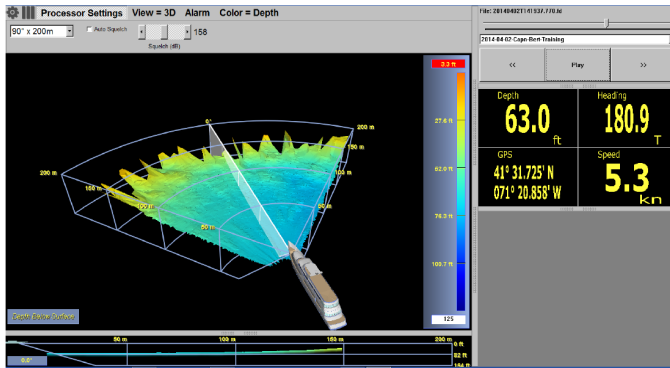 Processor Settings View = 3D Alarm Color = Depth
90° x 200m
Auto Squelch
158
Squelch (dB)
3.3 ft
27.6 ft
52.0 ft
76.3 ft
100.7 ft
125
0°
200 m
150 m
100 m
50 m
200 m
150 m
100 m
50 m
Depth Below Surface
50 m
100 m
150 m
200 m
0 ft
82 ft
164 ft
0.0°
File: 20140402T141937.770.fd
2014-04-02-Capn-Bert-Training
<<
Play
>>
Depth
63.0
ft
Heading
180.9
T
GPS
41° 31.725' N
071° 20.858' W
Speed
5.3
kn